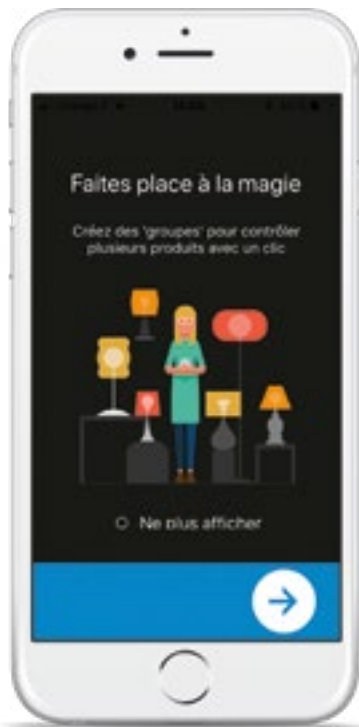 Faites place à la magie
Créez des 'groupes' pour contrôler
plusieurs produits avec un clic
Ne plus afficher